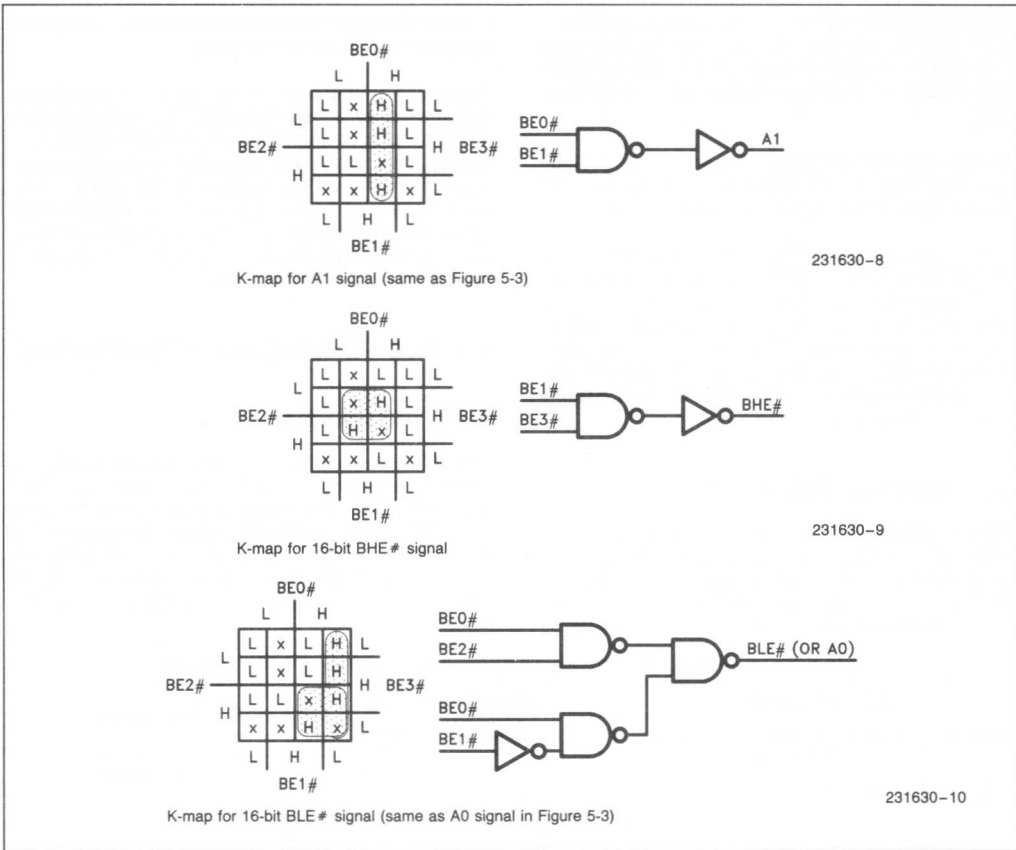 BE0#
L H
L x H L L
L
L x H L
BE2# H BE3#
L L x L
H
x x H x L
L H L
BE1#
BE0#
BE1#
A1
231630-8
K-map for A1 signal (same as Figure 5-3)
BE0#
L H
L x L L L
L
x H L
L
BE2# H BE3#
L H x L
H
x x L x L
L H L
BE1#
BE1#
BE3#
BHE#
231630-9
K-map for 16-bit BHE# signal
BE0#
L H
L x L H L
L
L x L H
BE2# H BE3#
L L x H
H
x x H x L
L H L
BE1#
BE0#
BE2#
BE0#
BE1#
BLE# (OR A0)
231630-10
K-map for 16-bit BLE# signal (same as A0 signal in Figure 5-3)